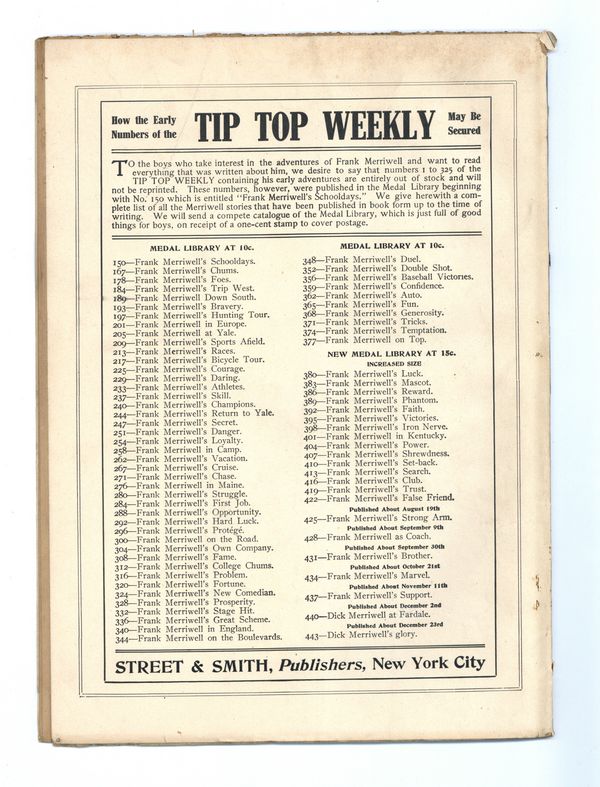 How the Early
Numbers of the
TIP TOP WEEKLY
May Be
Secured
TO the boys who take interest in the adventures of Frank Merriwell and want to read
everything that was written about him, we desire to say that numbers 1 to 325 of the
TIP TOP WEEKLY containing his early adventures are entirely out of stock and will
not be reprinted. These numbers, however, were published in the Medal Library beginning
with No. 150 which is entitled "Frank Merriwell's Schooldays." We give herewith a com-
plete list of all the Merriwell stories that have been published in book form up to the time of
writing. We will send a compete catalogue of the Medal Library, which is just full of good
things for boys, on receipt of a one-cent stamp to cover postage.
MEDAL LIBRARY AT 10c.
150—Frank Merriwell's Schooldays.
167—Frank Merriwell's Chums.
178—Frank Merriwell's Foes.
184—Frank Merriwell's Trip West.
189—Frank Merriwell Down South.
193—Frank Merriwell's Bravery.
197—Frank Merriwell's Hunting Tour.
201—Frank Merriwell in Europe.
205—Frank Merriwell at Yale.
209—Frank Merriwell's Sports Afield.
213—Frank Merriwell's Races.
217—Frank Merriwell's Bicycle Tour.
225—Frank Merriwell's Courage.
229—Frank Merriwell's Daring.
233—Frank Merriwell's Athletes.
237—Frank Merriwell's Skill.
240—Frank Merriwell's Champions.
244—Frank Merriwell's Return to Yale.
247—Frank Merriwell's Secret.
251—Frank Merriwell's Danger.
254—Frank Merriwell's Loyalty.
258—Frank Merriwell in Camp.
262—Frank Merriwell's Vacation.
267—Frank Merriwell's Cruise.
271—Frank Merriwell's Chase.
276—Frank Merriwell in Maine.
280—Frank Merriwell's Struggle.
284—Frank Merriwell's First Job.
288—Frank Merriwell's Opportunity.
292—Frank Merriwell's Hard Luck.
296—Frank Merriwell's Protégé.
300—Frank Merriwell on the Road.
304—Frank Merriwell's Own Company.
308—Frank Merriwell's Fame.
312—Frank Merriwell's College Chums.
316—Frank Merriwell's Problem.
320—Frank Merriwell's Fortune.
324—Frank Merriwell's New Comedian.
328—Frank Merriwell's Prosperity.
332—Frank Merriwell's Stage Hit.
336—Frank Merriwell's Great Scheme.
340—Frank Merriwell in England.
344—Frank Merriwell on the Boulevards.
MEDAL LIBRARY AT 10c.
348—Frank Merriwell's Duel.
352—Frank Merriwell's Double Shot.
356—Frank Merriwell's Baseball Victories.
359—Frank Merriwell's Confidence.
362—Frank Merriwell's Auto.
365—Frank Merriwell's Fun.
368—Frank Merriwell's Generosity.
371—Frank Merriwell's Tricks.
374—Frank Merriwell's Temptation.
377—Frank Merriwell on Top.
NEW MEDAL LIBRARY AT 15c.
INCREASED SIZE
380—Frank Merriwell's Luck.
383—Frank Merriwell's Mascot.
386—Frank Merriwell's Reward.
389—Frank Merriwell's Phantom.
392—Frank Merriwell's Faith.
395—Frank Merriwell's Victories.
398—Frank Merriwell's Iron Nerve.
401—Frank Merriwell in Kentucky.
404—Frank Merriwell's Power.
407—Frank Merriwell's Shrewdness.
410—Frank Merriwell's Set-back.
413—Frank Merriwell's Search.
416—Frank Merriwell's Club.
419—Frank Merriwell's Trust.
422—Frank Merriwell's False Friend.
Published About August 19th
425—Frank Merriwell's Strong Arm.
Published About September 9th
428—Frank Merriwell as Coach.
Published About September 30th
431—Frank Merriwell's Brother.
Published About October 21st
434—Frank Merriwell's Marvel.
Published About November 11th
437—Frank Merriwell's Support.
Published About December 2nd
440—Dick Merriwell at Fardale.
Published About December 23rd
443—Dick Merriwell's glory.
STREET & SMITH, Publishers, New York City